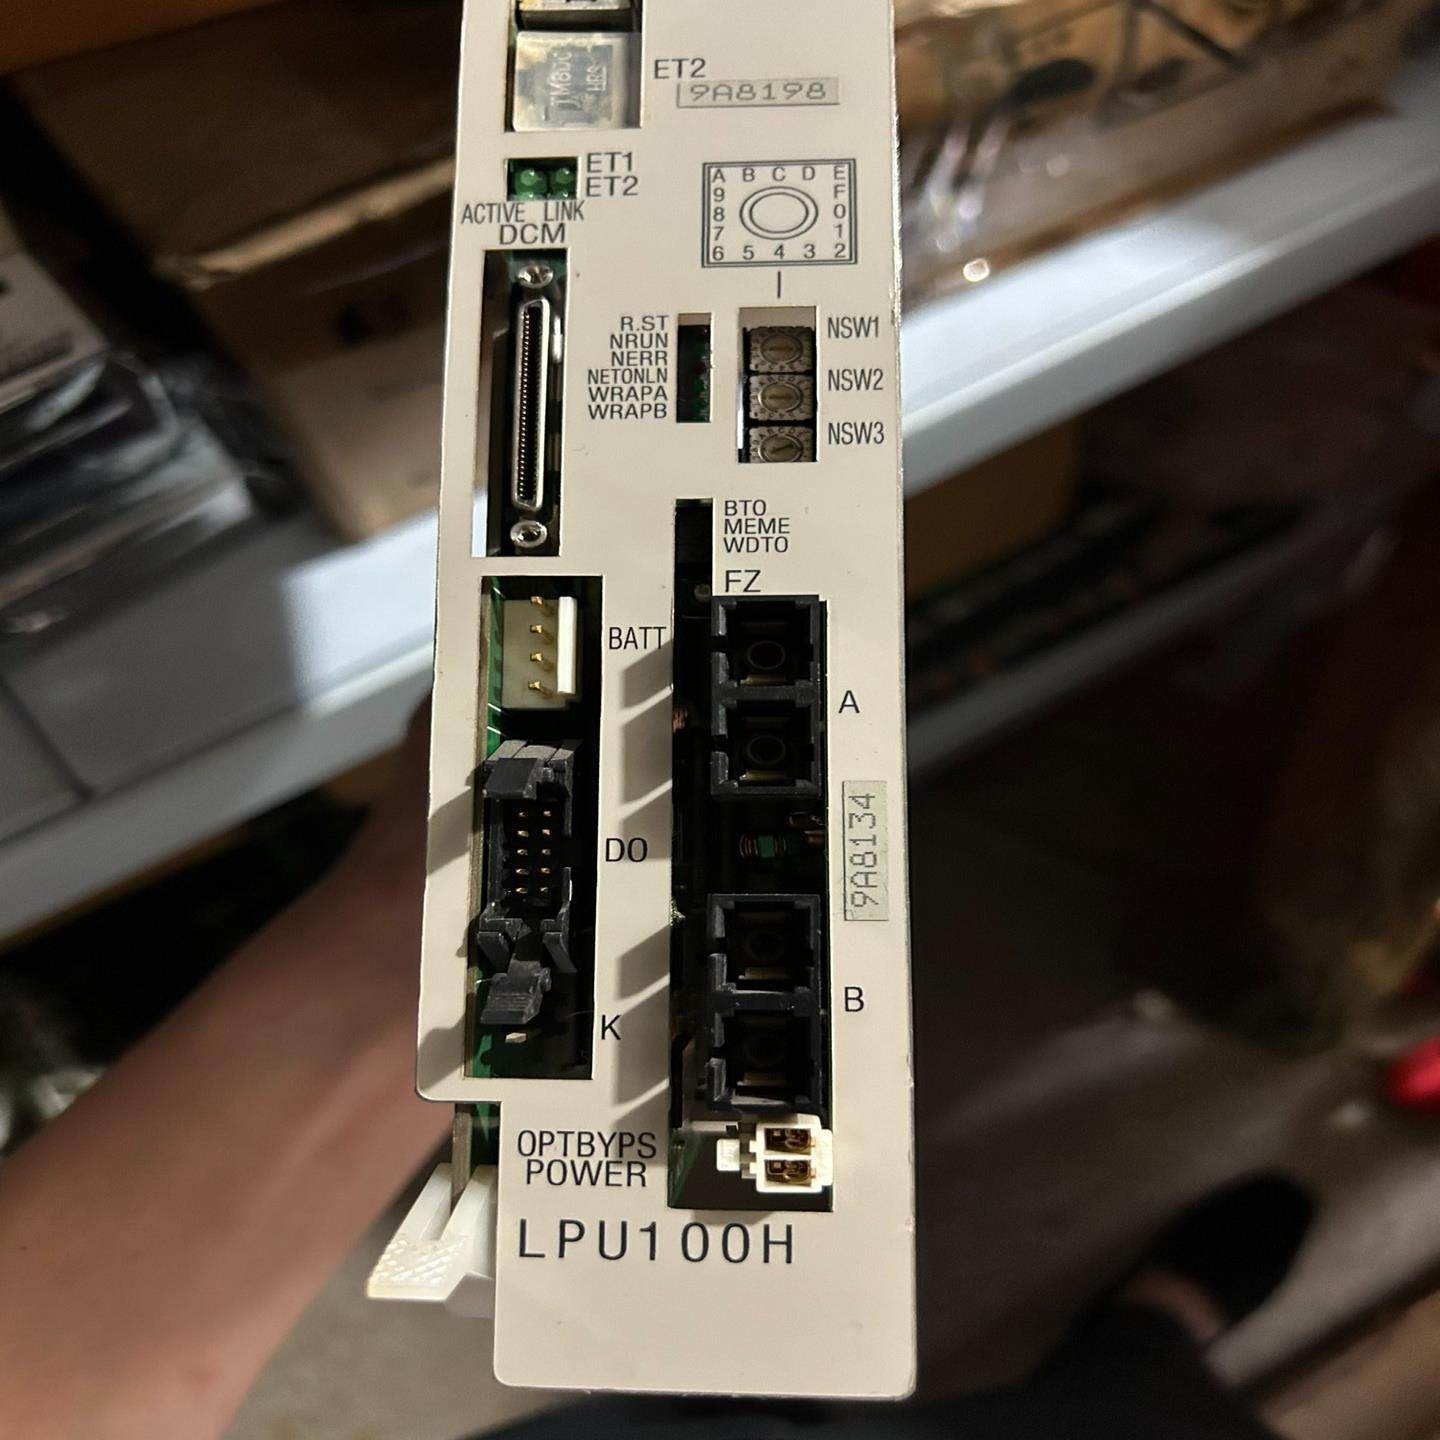 ET2
9A8198
ET1
ET2
ACTIVE LINK
DCM
A B C D E
9 F
8 0
7 1
6 5 4 3 2
R.ST
NRUN
NERR
NETONLN
WRAPA
WRAPB
NSW1
NSW2
NSW3
BTO
MEME
WDTO
FZ
BATT
A
9A8134
DO
B
K
OPTBYPS
POWER
LPU100H